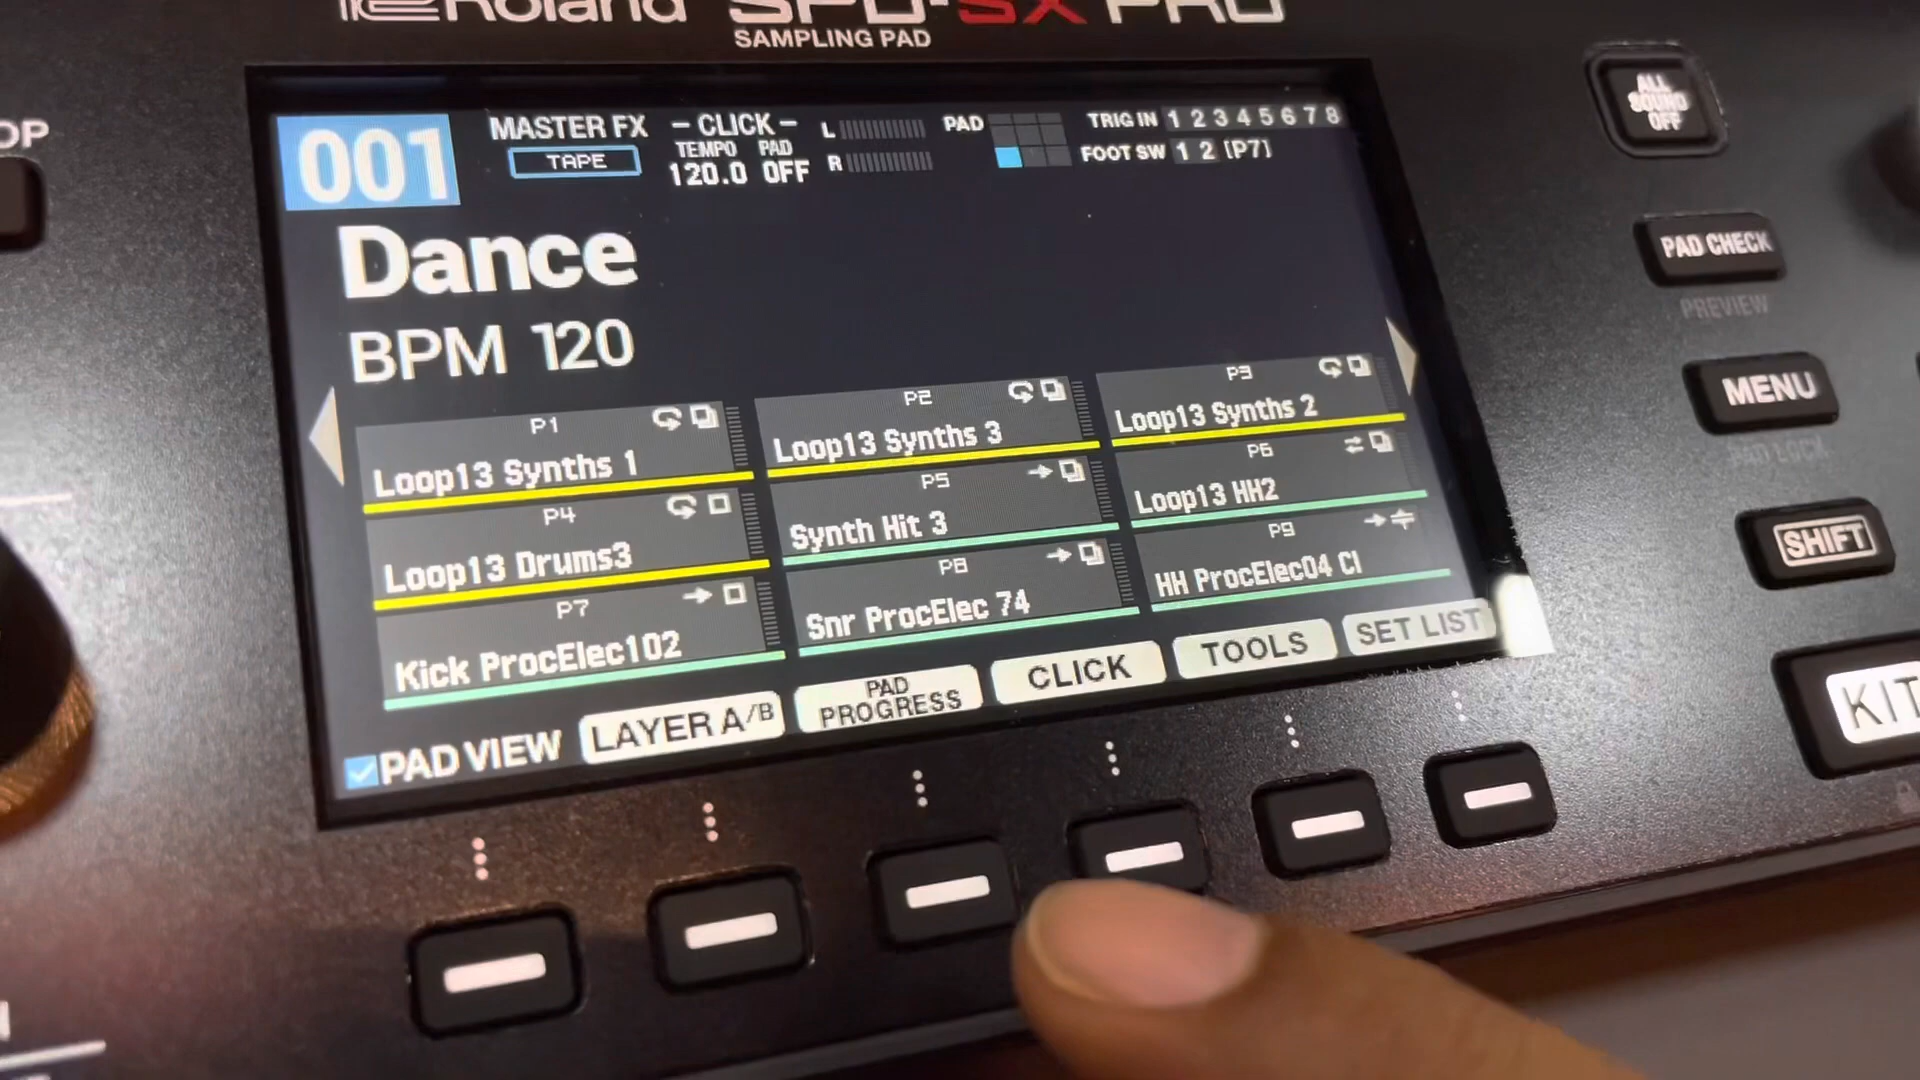 Roland SPD-SX PRO
SAMPLING PAD
ALL
SOUND
OFF
001
MASTER FX
TAPE
- CLICK -
TEMPO PAD
120.0 OFF
L
R
PAD
TRIG IN 1 2 3 4 5 6 7 8
FOOT SW 1 2 [P7]
Dance
BPM 120
P1
Loop13 Synths 1
P2
Loop13 Synths 3
P3
Loop13 Synths 2
P4
Loop13 Drums3
P5
Synth Hit 3
P6
Loop13 HH2
P7
Kick ProcElec102
P8
Snr ProcElec 74
P9
HH ProcElec04 Cl
PAD VIEW
LAYER A/B
PAD
PROGRESS
CLICK
TOOLS
SET LIST
PAD CHECK
PREVIEW
MENU
PAD LOCK
SHIFT
KIT